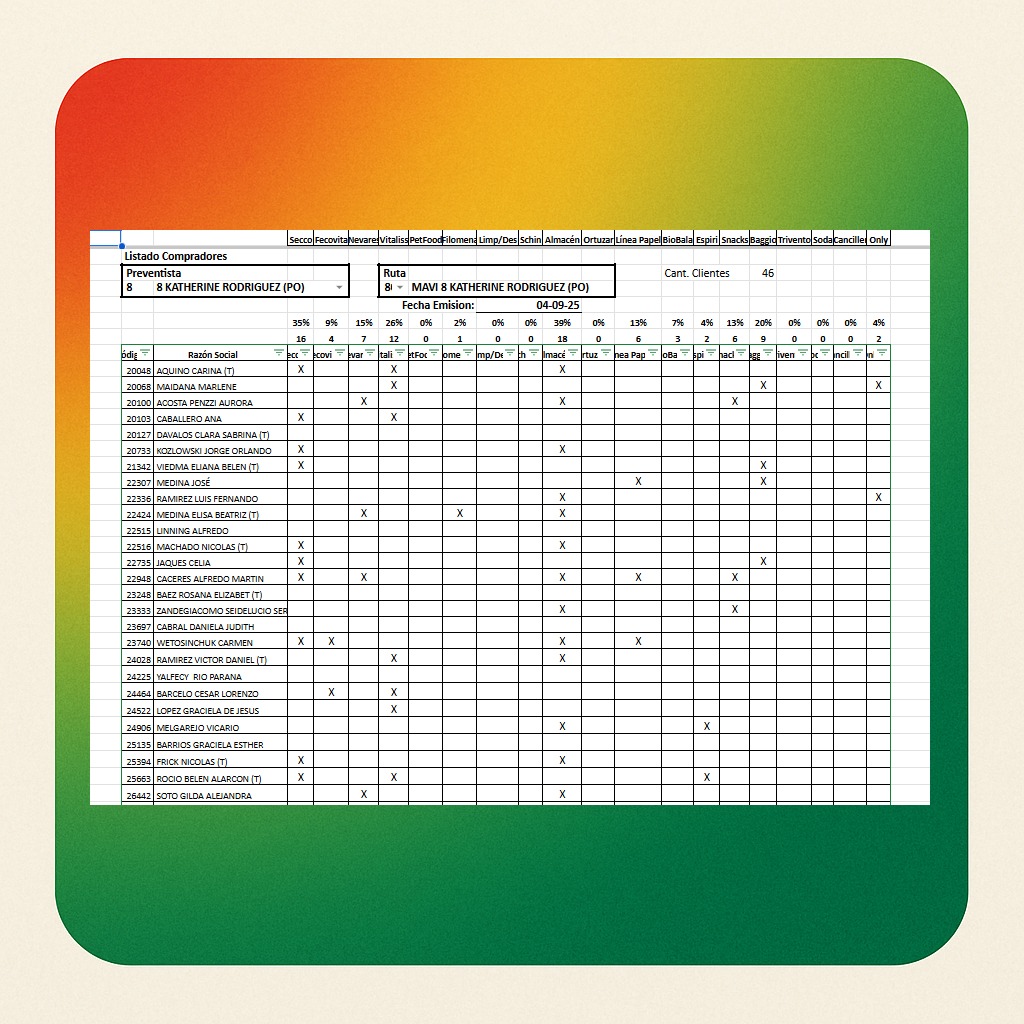 Secco Fecovita Nevares Vitaliss PetFood Filomena Limp/Des Schin Almacén Ortuzar Línea Papel BioBala Espiri Snacks Baggio Trivento Soda Canciller Only
Listado Compradores
Preventista Ruta Cant. Clientes 46
8 8 KATHERINE RODRIGUEZ (PO) 8 MAVI 8 KATHERINE RODRIGUEZ (PO)
Fecha Emision: 04-09-25
35% 9% 15% 26% 0% 2% 0% 0% 39% 0% 13% 7% 4% 13% 20% 0% 0% 0% 4%
16 4 7 12 0 1 0 0 18 0 6 3 2 6 9 0 0 0 2
ódig Razón Social ecc ecovi evar tali etFoc ome mp/De ch lmacé rtuz nea Pap oBa spi nacl agg iven oc ancill
20048 AQUINO CARINA (T) X X X
20068 MAIDANA MARLENE X X X
20100 ACOSTA PENZZI AURORA X X X
20103 CABALLERO ANA X X
20127 DAVALOS CLARA SABRINA (T)
20733 KOZLOWSKI JORGE ORLANDO X X
21342 VIEDMA ELIANA BELEN (T) X X
22307 MEDINA JOSÉ X X
22336 RAMIREZ LUIS FERNANDO X X
22424 MEDINA ELISA BEATRIZ (T) X X X
22515 LINNING ALFREDO
22516 MACHADO NICOLAS (T) X X
22735 JAQUES CELIA X X
22948 CACERES ALFREDO MARTIN X X X X X
23248 BAEZ ROSANA ELIZABET (T)
23333 ZANDEGIACOMO SEIDELUCIO SER X X
23697 CABRAL DANIELA JUDITH
23740 WETOSINCHUK CARMEN X X X X
24028 RAMIREZ VICTOR DANIEL (T) X X
24225 YALFECY RIO PARANA
24464 BARCELO CESAR LORENZO X X
24522 LOPEZ GRACIELA DE JESUS X
24906 MELGAREJO VICARIO X X
25135 BARRIOS GRACIELA ESTHER
25394 FRICK NICOLAS (T) X X
25663 ROCIO BELEN ALARCON (T) X X X
26442 SOTO GILDA ALEJANDRA X X